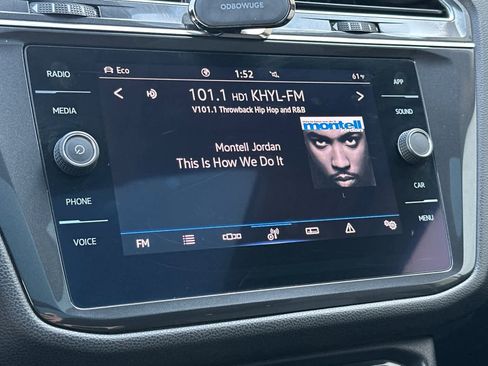 ODBOWUGE
RADIO
Eco
1:52
61°F
APP
MEDIA
101.1 HD1 KHYL-FM
V101.1 Throwback Hip Hop and R&B
SOUND
montell
Montell Jordan
This Is How We Do It
PHONE
CAR
VOICE
FM
MENU